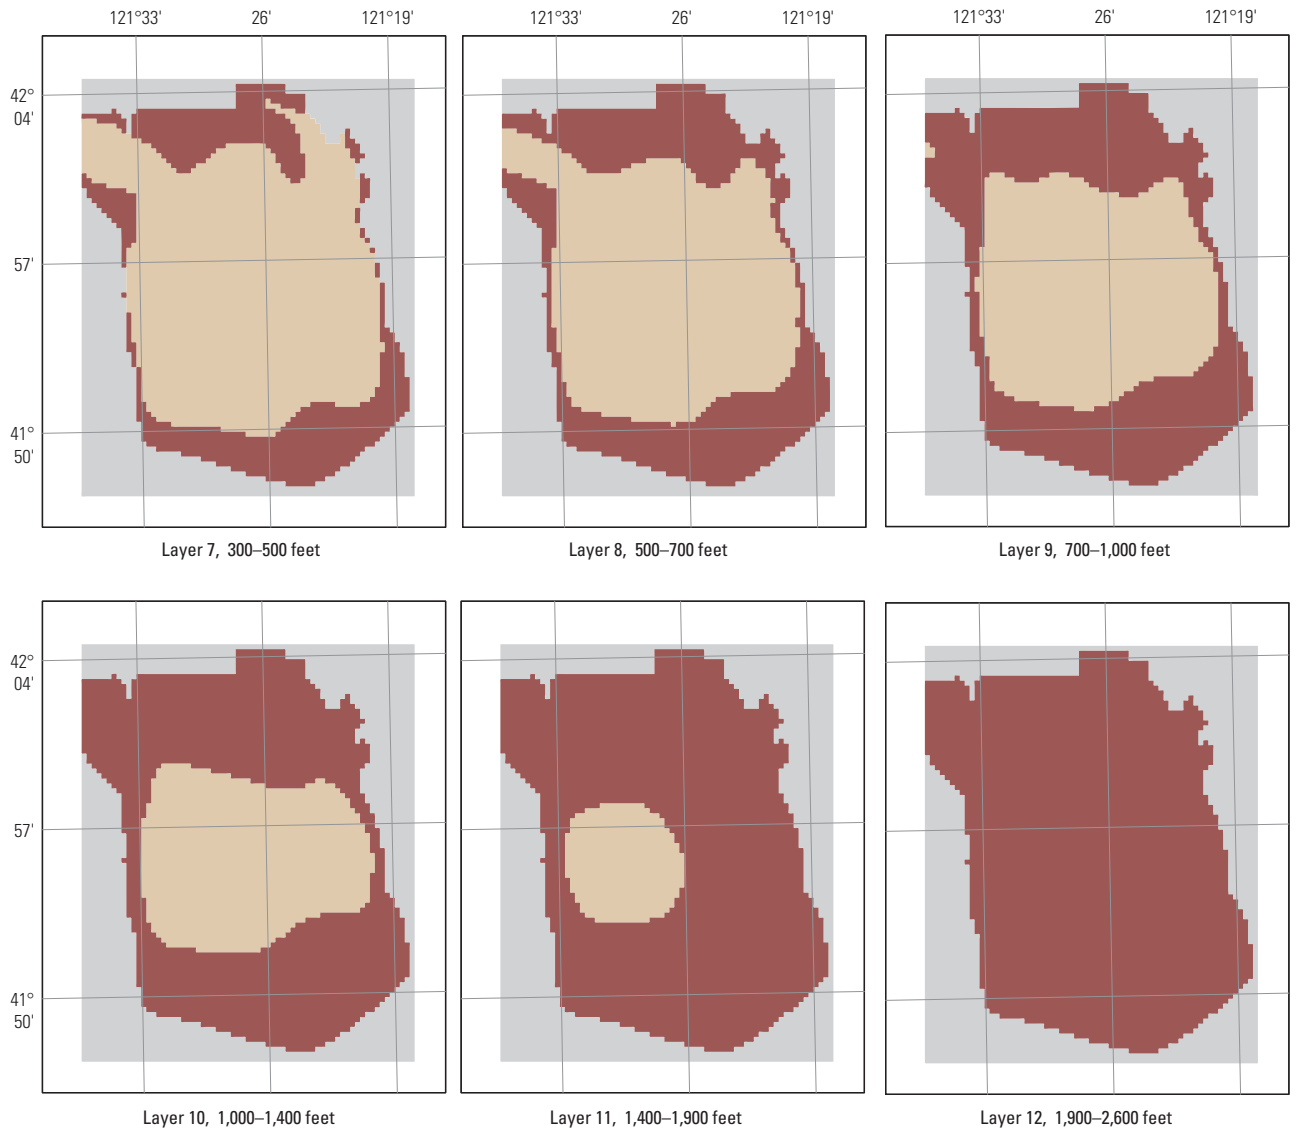 121°33' 26' 121°19' 121°33' 26' 121°19' 121°33' 26' 121°19'
42°
04'
57'
41°
50'
Layer 7, 300–500 feet
Layer 8, 500–700 feet
Layer 9, 700–1,000 feet
42°
04'
57'
41°
50'
Layer 10, 1,000–1,400 feet
Layer 11, 1,400–1,900 feet
Layer 12, 1,900–2,600 feet